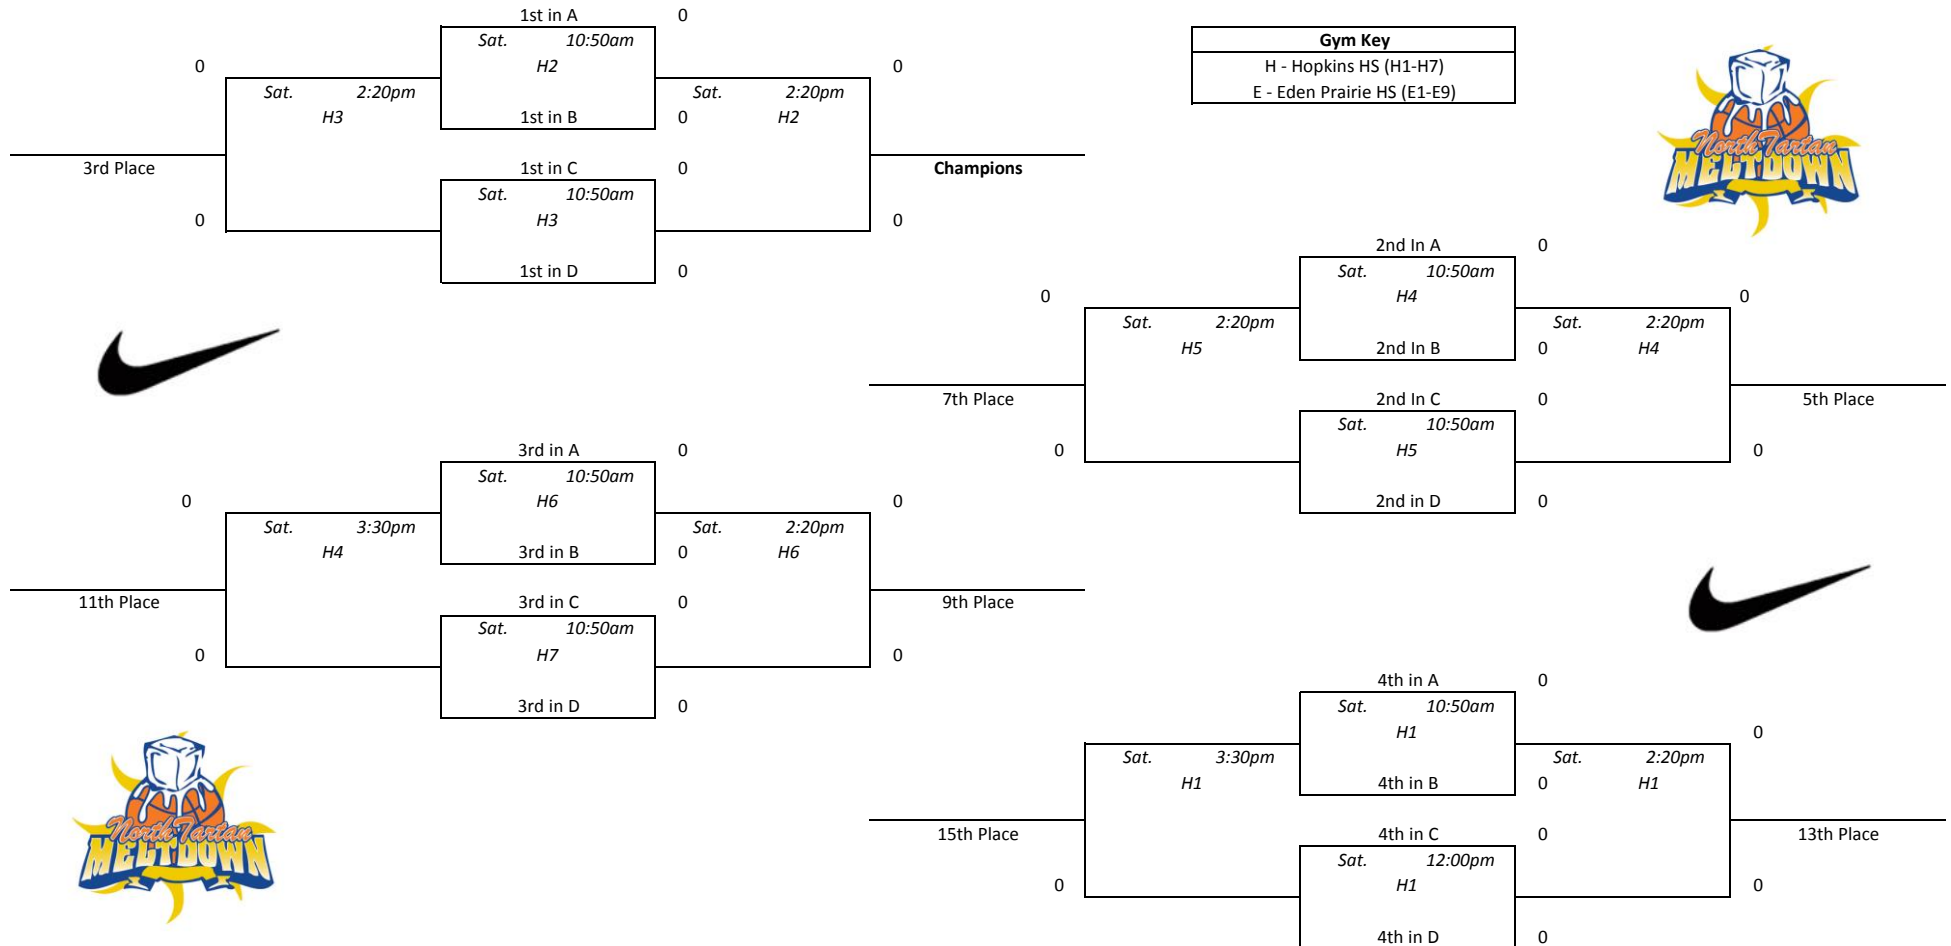 1st in A 0
Sat. 10:50am
H2
0
0
Sat. 2:20pm
H3
1st in B 0
Sat. 2:20pm
H2
3rd Place
1st in C 0
Champions
Sat. 10:50am
H3
0
0
1st in D 0
Gym Key
H - Hopkins HS (H1-H7)
E - Eden Prairie HS (E1-E9)
North Tartan
MELTDOWN
2nd In A 0
Sat. 10:50am
H4
0
0
Sat. 2:20pm
H5
2nd In B 0
Sat. 2:20pm
H4
7th Place
2nd In C 0
5th Place
Sat. 10:50am
H5
0
0
2nd in D 0
3rd in A 0
Sat. 10:50am
H6
0
0
Sat. 3:30pm
H4
3rd in B 0
Sat. 2:20pm
H6
11th Place
3rd in C 0
9th Place
Sat. 10:50am
H7
0
0
3rd in D 0
4th in A 0
Sat. 10:50am
H1
0
Sat. 3:30pm
H1
4th in B 0
Sat. 2:20pm
H1
15th Place
4th in C 0
13th Place
Sat. 12:00pm
H1
0
0
4th in D 0
North Tartan
MELTDOWN